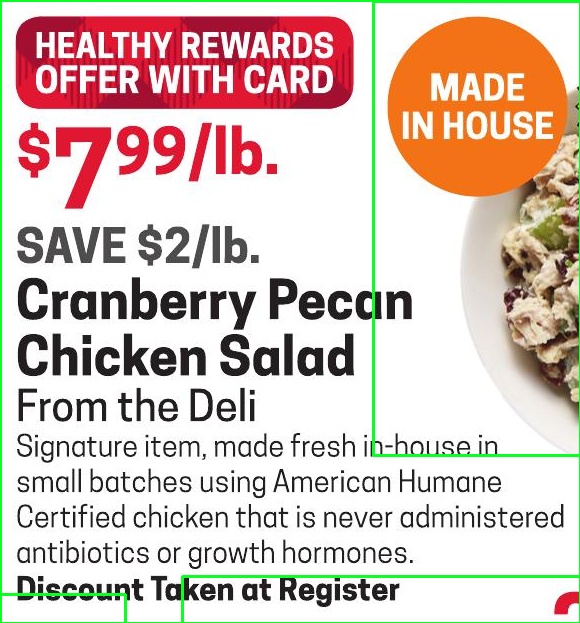 HEALTHY REWARDS
OFFER WITH CARD
MADE
IN HOUSE
$7.99/lb.
SAVE $2/lb.
Cranberry Pecan
Chicken Salad
From the Deli
Signature item, made fresh in-house in
small batches using American Humane
Certified chicken that is never administered
antibiotics or growth hormones.
Discount Taken at Register